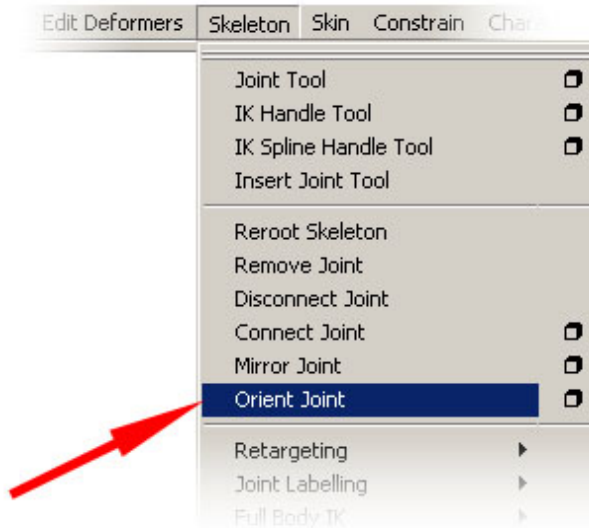 Edit Deformers Skeleton Skin Constrain Char
Joint Tool
IK Handle Tool
IK Spline Handle Tool
Insert Joint Tool
Reroot Skeleton
Remove Joint
Disconnect Joint
Connect Joint
Mirror Joint
Orient Joint
Retargeting
Joint Labelling
Full Body IK